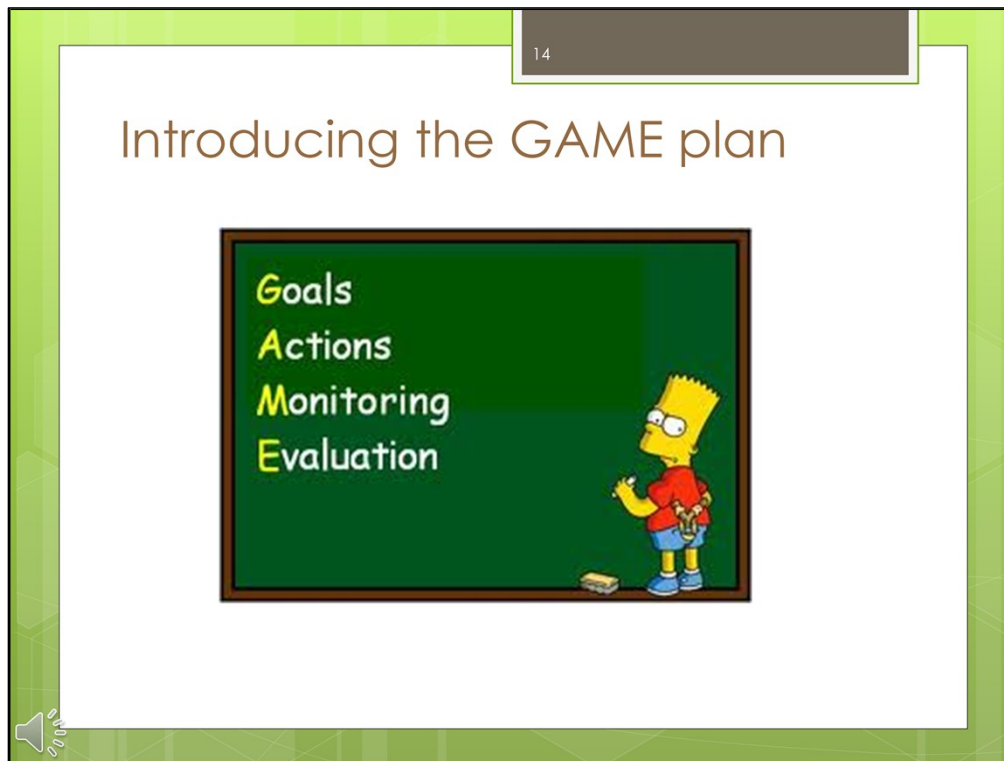 14
Introducing the GAME plan
Goals
Actions
Monitoring
Evaluation